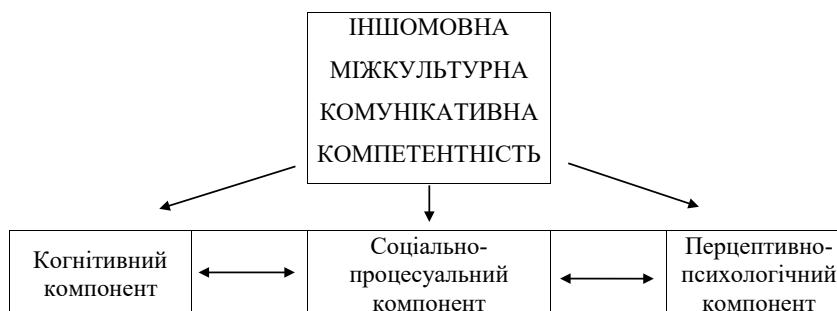 ІНШОМОВНА
МІЖКУЛЬТУРНА
КОМУНІКАТИВНА
КОМПЕТЕНТНІСТЬ
Когнітивний
компонент
Соціально-
процесуальний
компонент
Перцептивно-
психологічний
компонент